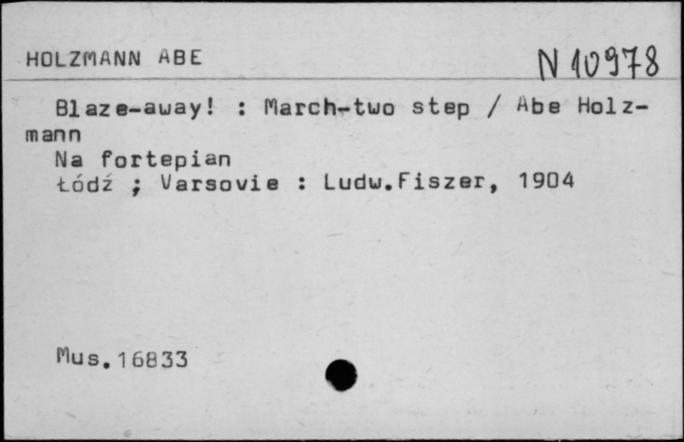 HOLZMANN ABE
N 10978
Blaze-away! : March-two step / Abe Holz-
mann
Na fortepian
Łódź ; Varsovie : Ludw.Fiszer, 1904
Mus.16833